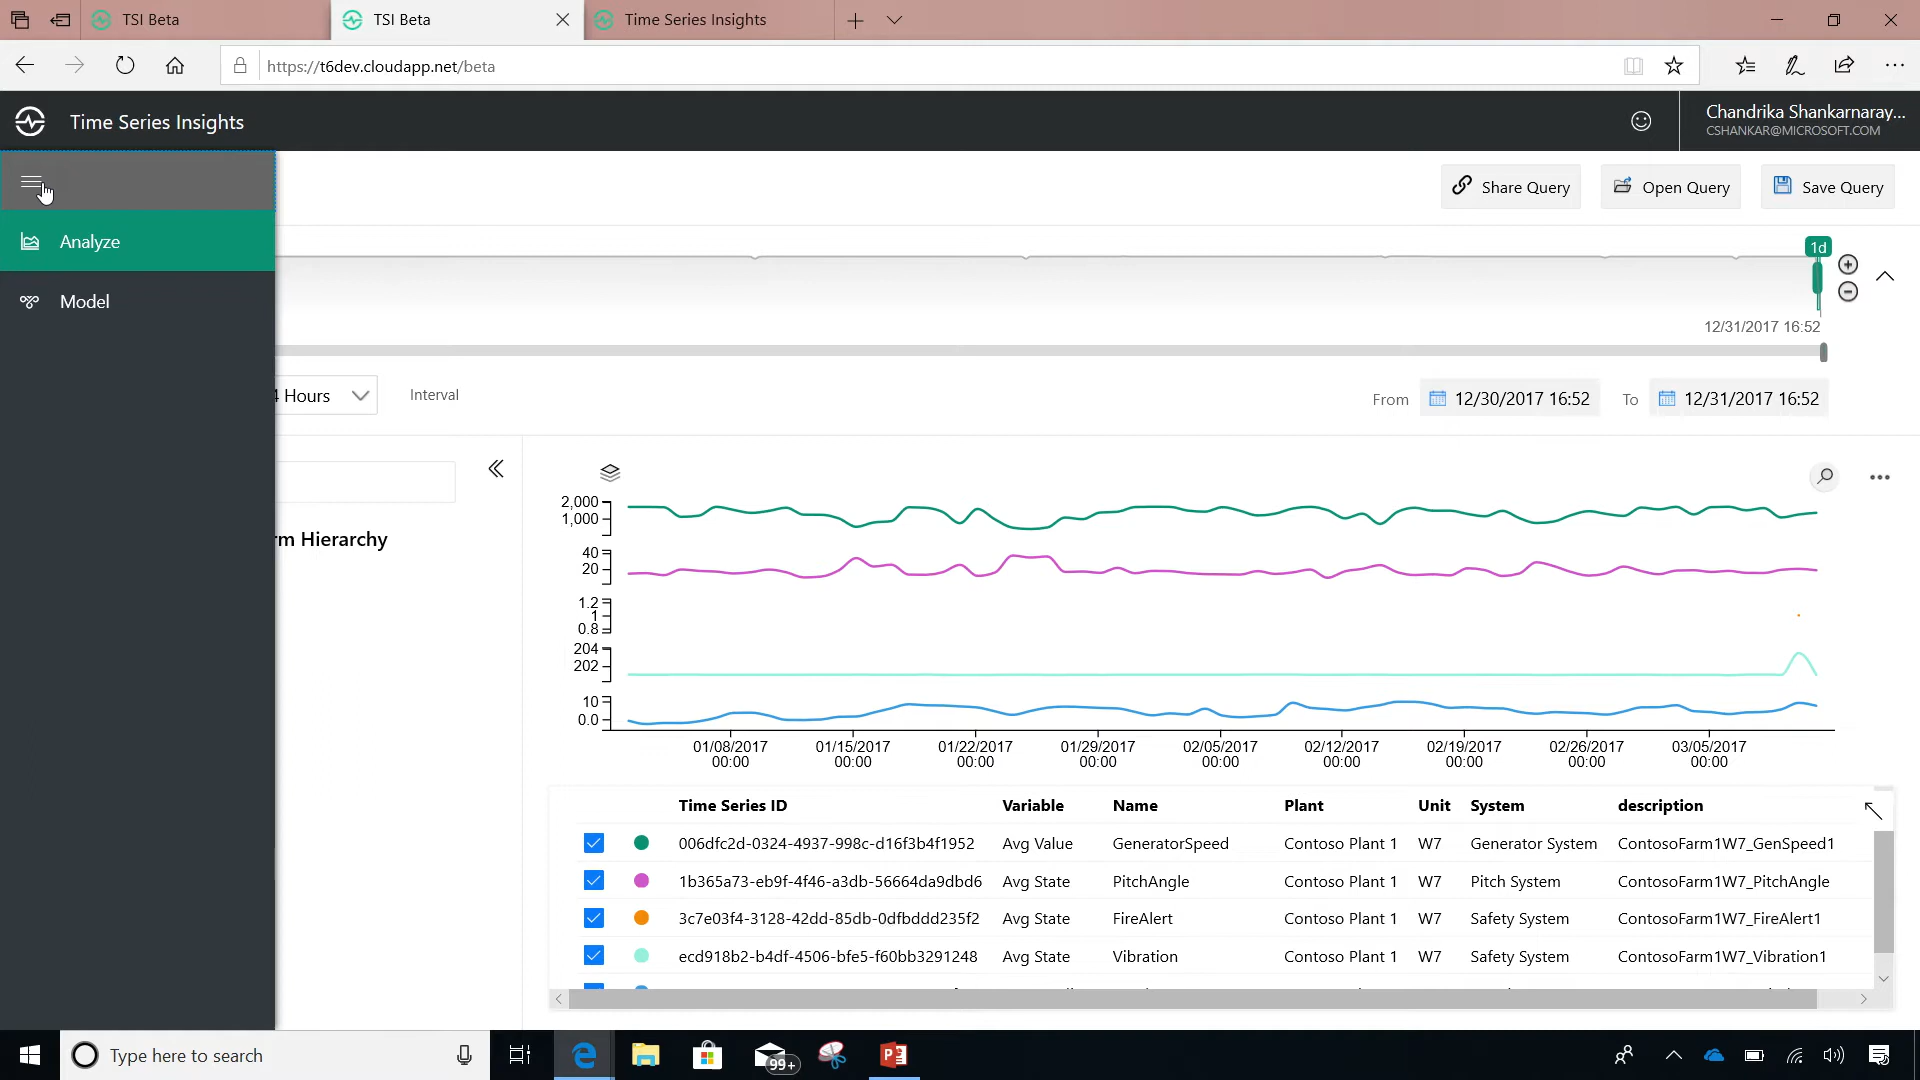 TSI Beta
TSI Beta
Time Series Insights
https://t6dev.cloudapp.net/beta
Time Series Insights
Chandrika Shankarnaray...
CSHANKAR@MICROSOFT.COM
Share Query
Open Query
Save Query
Analyze
Model
1d
12/31/2017 16:52
Hours
Interval
From
12/30/2017 16:52
To
12/31/2017 16:52
rm Hierarchy
2,000
1,000
40
20
1.2
1
0.8
204
202
10
0.0
01/08/2017 01/15/2017 01/22/2017 01/29/2017 02/05/2017 02/12/2017 02/19/2017 02/26/2017 03/05/2017
00:00 00:00 00:00 00:00 00:00 00:00 00:00 00:00 00:00
Time Series ID Variable Name Plant Unit System description
006dfc2d-0324-4937-998c-d16f3b4f1952 Avg Value GeneratorSpeed Contoso Plant 1 W7 Generator System ContosoFarm1W7_GenSpeed1
1b365a73-eb9f-4f46-a3db-56664da9dbd6 Avg State PitchAngle Contoso Plant 1 W7 Pitch System ContosoFarm1W7_PitchAngle
3c7e03f4-3128-42dd-85db-0dfbddd235f2 Avg State FireAlert Contoso Plant 1 W7 Safety System ContosoFarm1W7_FireAlert1
ecd918b2-b4df-4506-bfe5-f60bb3291248 Avg State Vibration Contoso Plant 1 W7 Safety System ContosoFarm1W7_Vibration1
Type here to search
99+